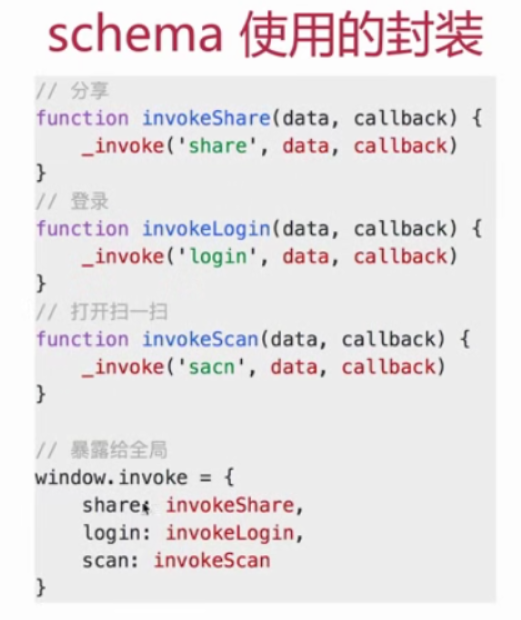 schema 使用的封装
// 分享
function invokeShare(data, callback) {
    _invoke('share', data, callback)
}
// 登录
function invokeLogin(data, callback) {
    _invoke('login', data, callback)
}
// 打开扫一扫
function invokeScan(data, callback) {
    _invoke('sacn', data, callback)
}
// 暴露给全局
window.invoke = {
    share: invokeShare,
    login: invokeLogin,
    scan: invokeScan
}